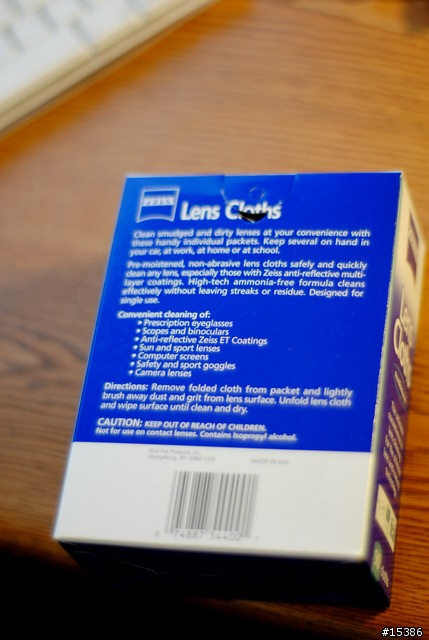 ZEISS
Lens Cloths
Clean smudged and dirty lenses at your convenience with
these handy individual packets. Keep several on hand in
your car, at work, at home or at school.
Pre-moistened, non-abrasive lens cloths safely and quickly
clean any lens, especially those with Zeiss anti-reflective multi-
layer coatings. High-tech ammonia-free formula cleans
effectively without leaving streaks or residue. Designed for
single use.
Convenient cleaning of:
• Prescription eyeglasses
• Scopes and binoculars
• Anti-reflective Zeiss ET Coatings
• Sun and sport lenses
• Computer screens
• Safety and sport goggles
• Camera lenses
Directions: Remove folded cloth from packet and lightly
brush away dust and grit from lens surface. Unfold lens cloth
and wipe surface until clean and dry.
CAUTION: KEEP OUT OF REACH OF CHILDREN.
Not for use on contact lenses. Contains isopropyl alcohol.
MADE IN USA
#15386